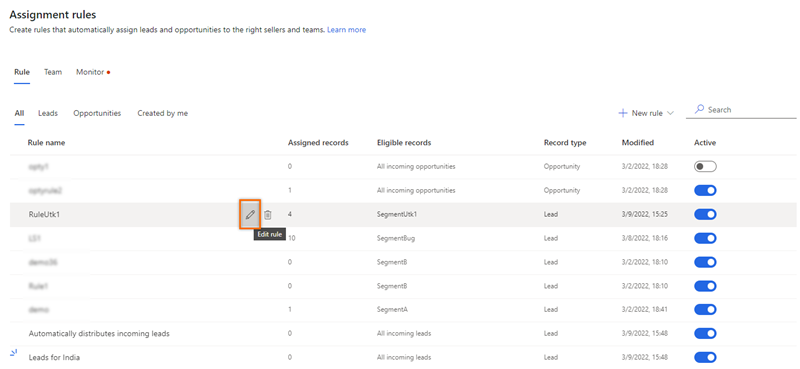 Assignment rules
Create rules that automatically assign leads and opportunities to the right sellers and teams. Learn more
Rule Team Monitor
All Leads Opportunities Created by me New rule Search
Rule name Assigned records Eligible records Record type Modified Active
0 All incoming opportunities Opportunity 3/2/2022, 18:28
1 All incoming opportunities Opportunity 3/2/2022, 18:28
RuleUtk1 4 SegmentUtk1 Lead 3/9/2022, 15:25
Edit rule
10 SegmentBug Lead 3/8/2022, 18:16
0 SegmentB Lead 3/2/2022, 18:10
0 SegmentB Lead 3/2/2022, 18:10
1 SegmentA Lead 3/2/2022, 18:41
Automatically distributes incoming leads 0 All incoming leads Lead 3/9/2022, 15:48
Leads for India 0 All incoming leads Lead 3/9/2022, 15:48